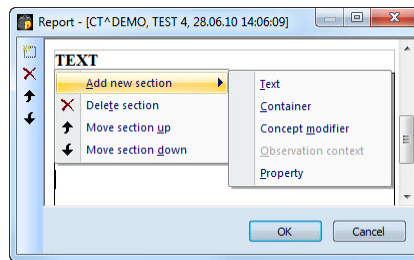 Report - [CT^DEMO, TEST 4, 28.06.10 14:06:09]
TEXT
Add new section
Delete section
Move section up
Move section down
Text
Container
Concept modifier
Observation context
Property
OK
Cancel